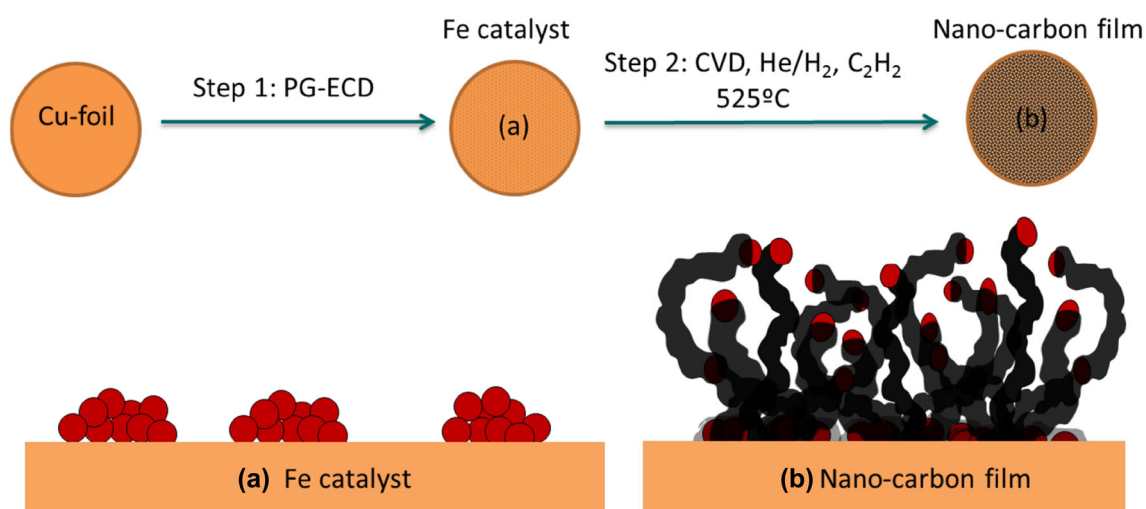 Fe catalyst
Nano-carbon film
Cu-foil
Step 1: PG-ECD
(a)
Step 2: CVD, He/H₂, C₂H₂
525ºC
(b)
(a) Fe catalyst
(b) Nano-carbon film